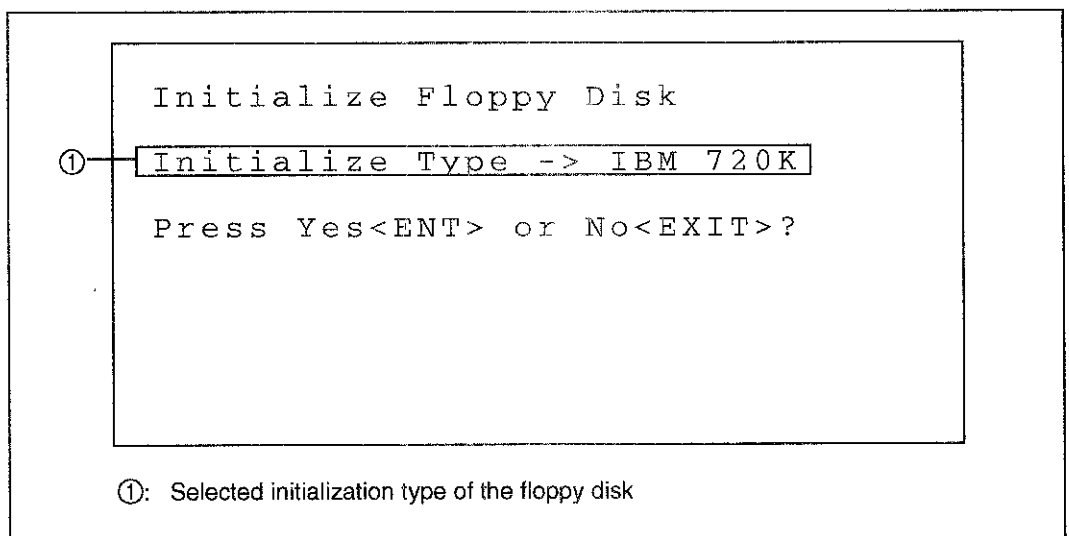 Initialize Floppy Disk
① Initialize Type -> IBM 720K
Press Yes<ENT> or No<EXIT>?
①: Selected initialization type of the floppy disk